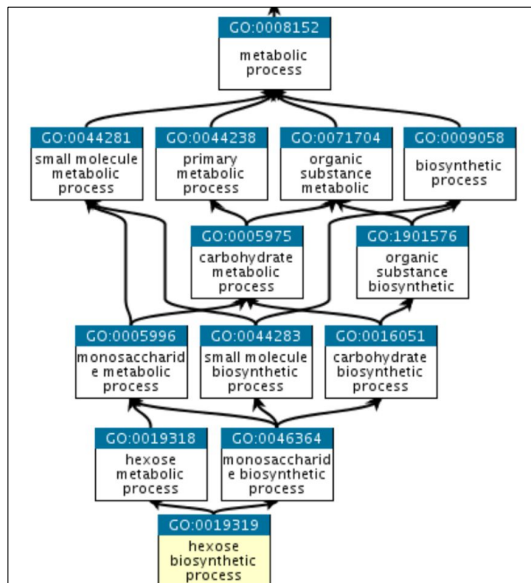 GO:0008152
metabolic
process
GO:0044281
small molecule
metabolic
process
GO:0044238
primary
metabolic
process
GO:0071704
organic
substance
metabolic
GO:0009058
biosynthetic
process
GO:0005975
carbohydrate
metabolic
process
GO:1901576
organic
substance
biosynthetic
GO:0005996
monosaccharid
e metabolic
process
GO:0044283
small molecule
biosynthetic
process
GO:0016051
carbohydrate
biosynthetic
process
GO:0019318
hexose
metabolic
process
GO:0046364
monosaccharid
e biosynthetic
process
GO:0019319
hexose
biosynthetic
process